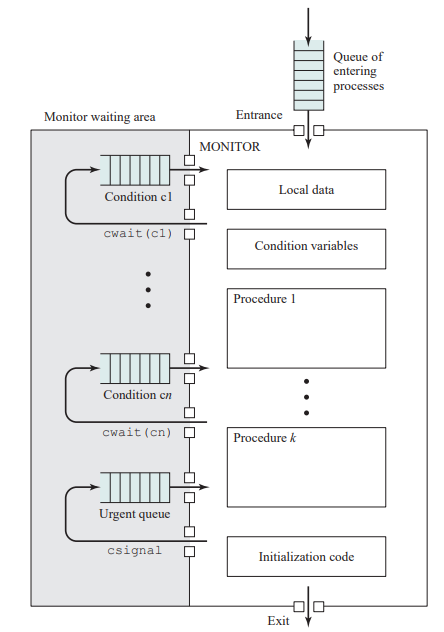 Queue of
entering
processes
Entrance
Monitor waiting area
MONITOR
Condition c1
Local data
cwait(c1)
Condition variables
Procedure 1
Condition cn
cwait(cn)
Procedure k
Urgent queue
csignal
Initialization code
Exit